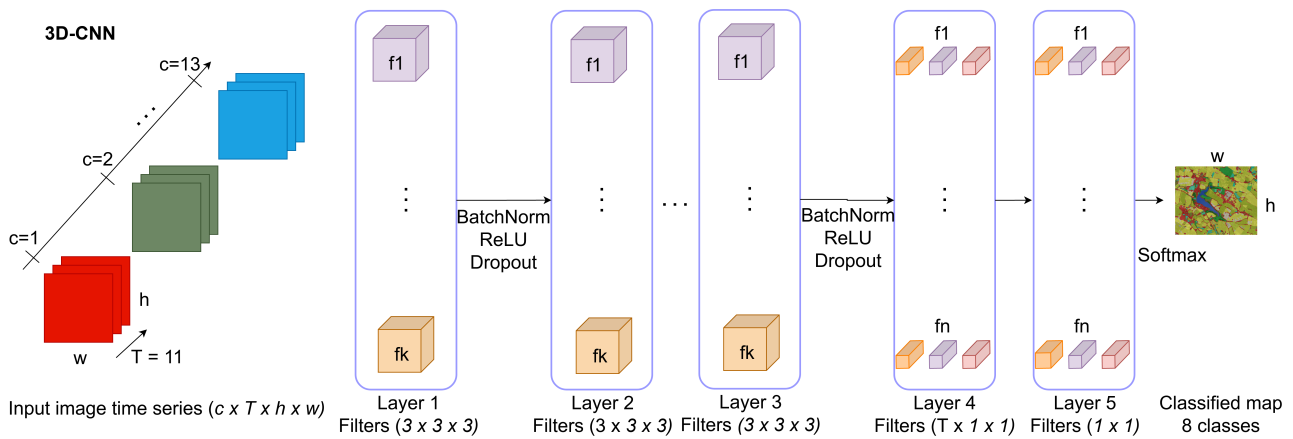 3D-CNN
c=13
c=2
c=1
h
w
T = 11
Input image time series (c x T x h x w)
f1
⋮
fk
Layer 1
Filters (3 x 3 x 3)
BatchNorm
ReLU
Dropout
f1
⋮
fk
Layer 2
Filters (3 x 3 x 3)
...
f1
⋮
fk
Layer 3
Filters (3 x 3 x 3)
BatchNorm
ReLU
Dropout
f1
⋮
fn
Layer 4
Filters (T x 1 x 1)
f1
⋮
fn
Layer 5
Filters (1 x 1)
Softmax
w
h
Classified map
8 classes